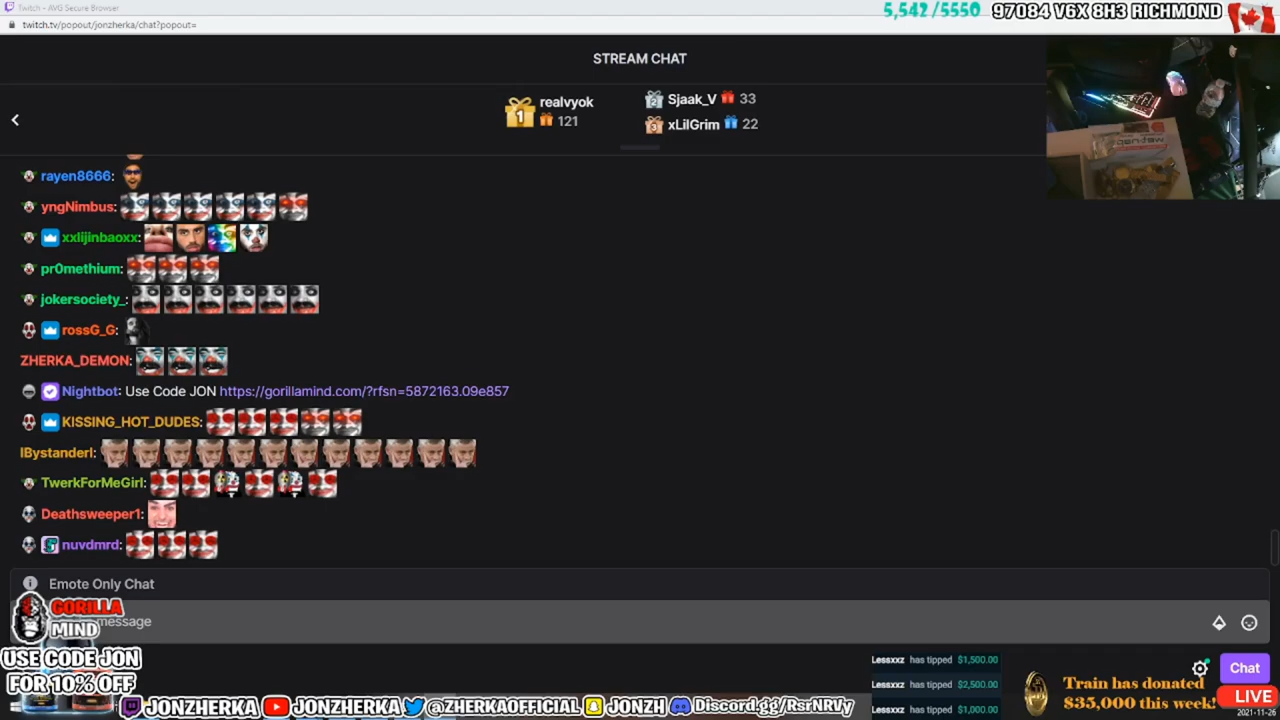 Twitch - AVG Secure Browser
twitch.tv/popout/jonzherka/chat?popout=
5,542 /5550
97084 V6X 8H3 RICHMOND
STREAM CHAT
1 realvyok 121
2 Sjaak_V 33
3 xLilGrim 22
rayen8666:
yngNimbus:
xxlijinbaoxx:
pr0methium:
jokersociety_:
rossG_G:
ZHERKA_DEMON:
Nightbot: Use Code JON https://gorillamind.com/?rfsn=5872163.09e857
KISSING_HOT_DUDES:
IBystanderI:
TwerkForMeGirl:
Deathsweeper1:
nuvdmrd:
Emote Only Chat
message
GORILLA
MIND
USE CODE JON
FOR 10% OFF
Lessxxz has tipped $1,500.00
Lessxxz has tipped $2,500.00
Lessxxz has tipped $1,000.00
Chat
Train has donated
$35,000 this week!
LIVE
2021-11-26
JONZHERKA JONZHERKA @ZHERKAOFFICIAL JONZH Discord.gg/RsrNRVy